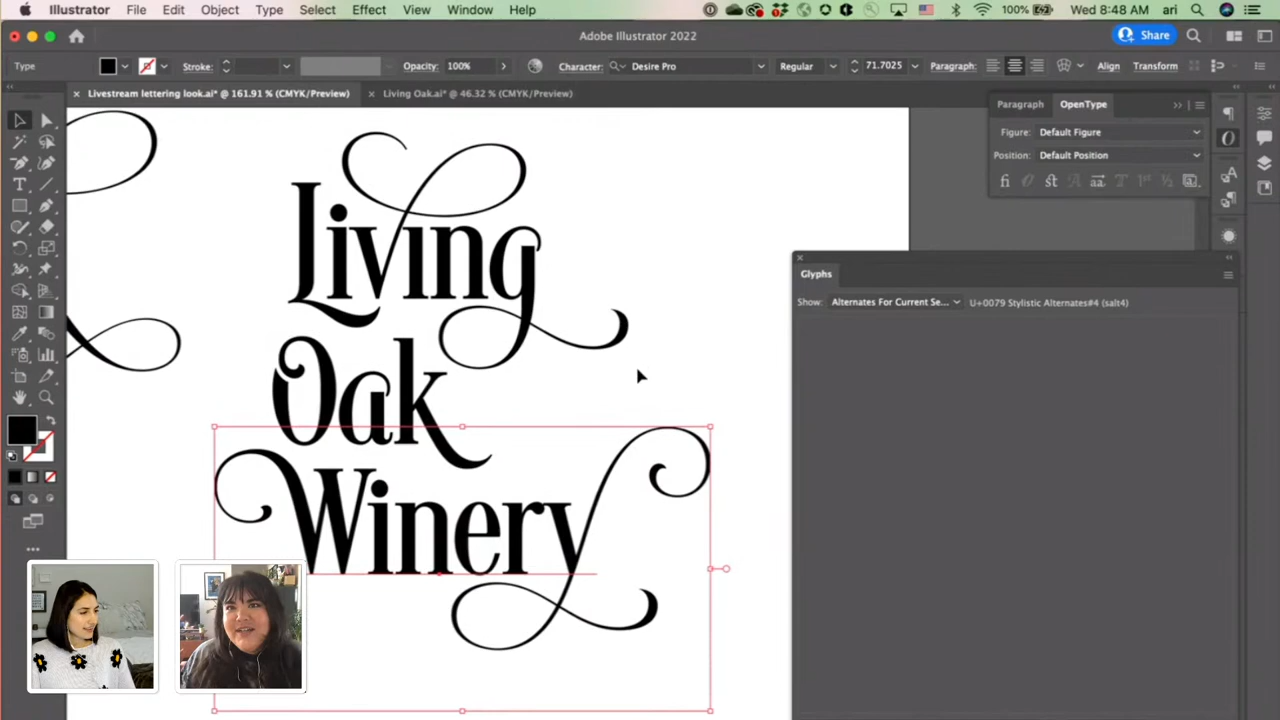 Illustrator File Edit Object Type Select Effect View Window Help 100% Wed 8:48 AM ari
Adobe Illustrator 2022 Share
Type Stroke: Opacity: 100% Character: Desire Pro Regular 71.7025 Paragraph: Align Transform
× Livestream lettering look.ai* @ 161.91 % (CMYK/Preview) × Living Oak.ai* @ 46.32 % (CMYK/Preview)
Paragraph OpenType
Figure: Default Figure
Position: Default Position
Living
Oak
Winery
Glyphs
Show: Alternates For Current Se... U+0079 Stylistic Alternates#4 (salt4)